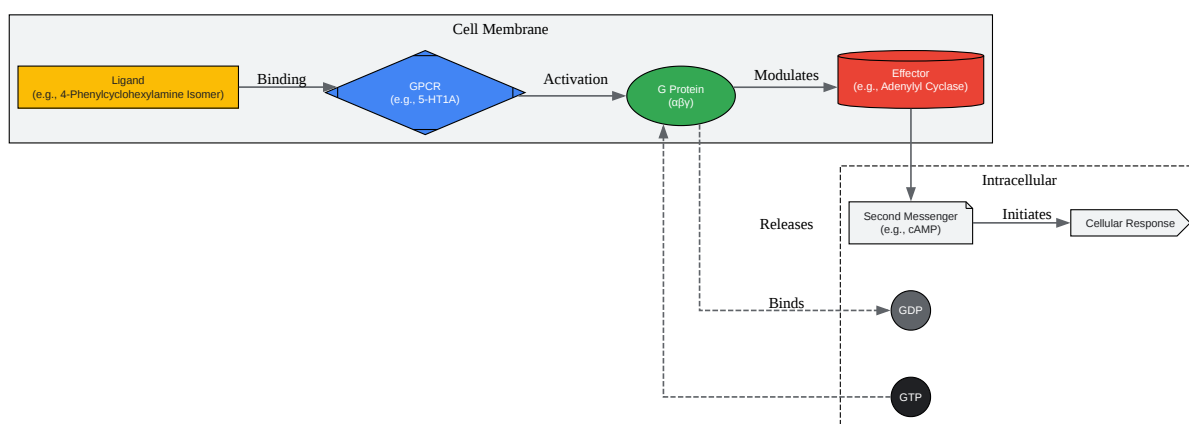 Cell Membrane
Ligand
(e.g., 4-Phenylcyclohexylamine Isomer)
Binding
GPCR
(e.g., 5-HT1A)
Activation
G Protein
(αβγ)
Modulates
Effector
(e.g., Adenylyl Cyclase)
Intracellular
Releases
Second Messenger
(e.g., cAMP)
Initiates
Cellular Response
Binds
GDP
GTP